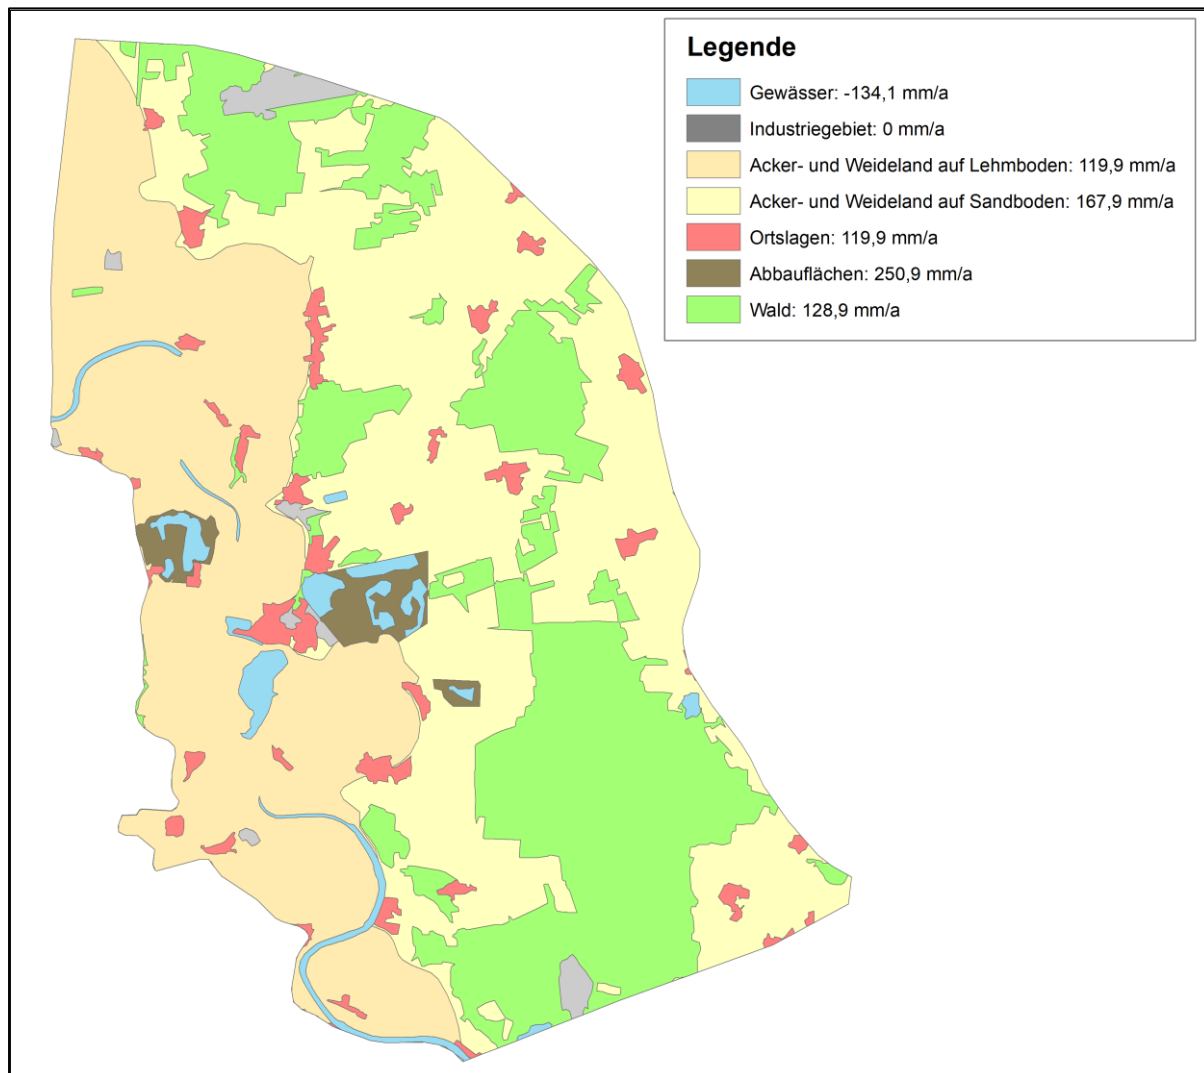 Legende
Gewässer: -134,1 mm/a
Industriegebiet: 0 mm/a
Acker- und Weideland auf Lehmboden: 119,9 mm/a
Acker- und Weideland auf Sandboden: 167,9 mm/a
Ortslagen: 119,9 mm/a
Abbauflächen: 250,9 mm/a
Wald: 128,9 mm/a